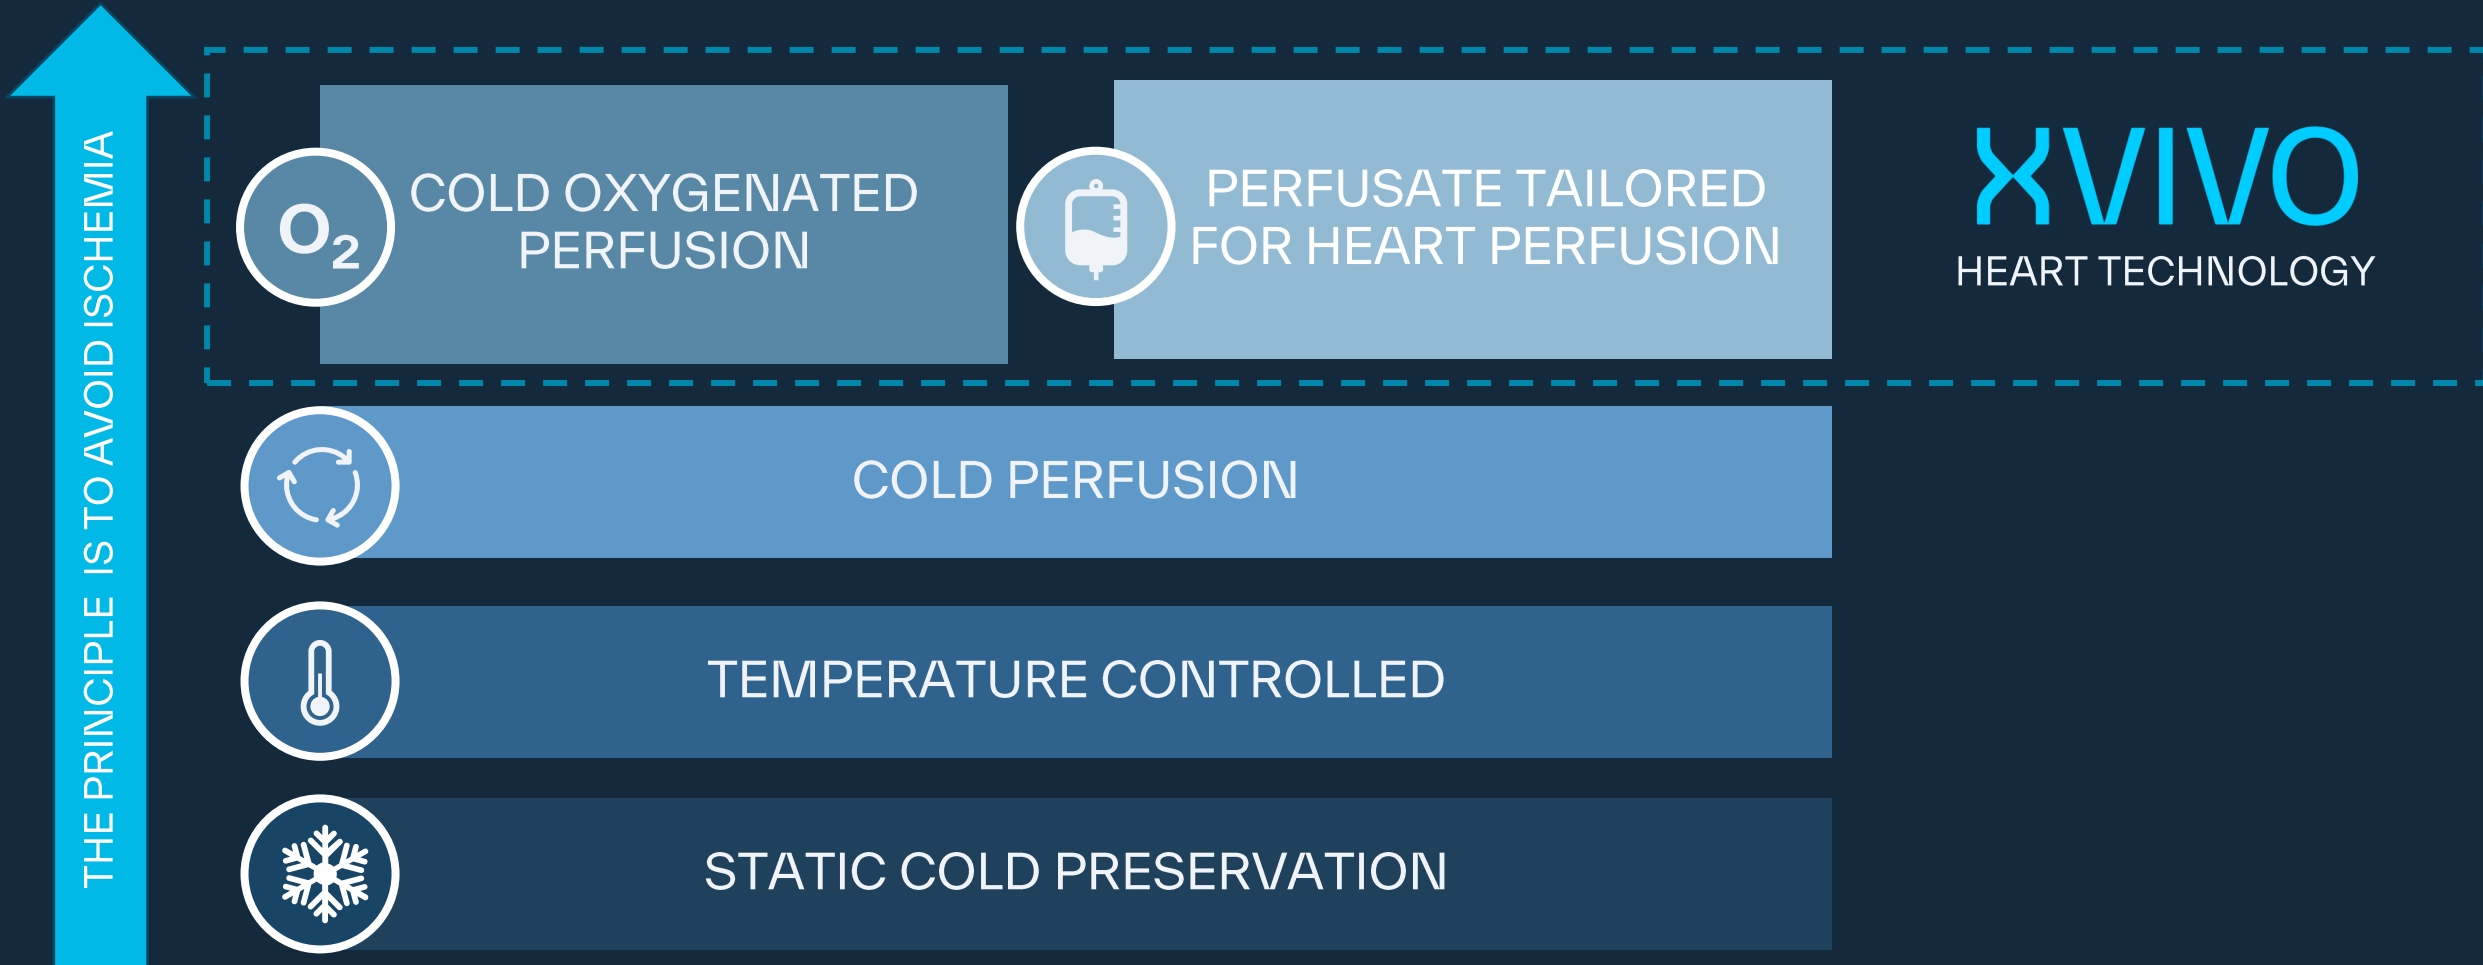 THE PRINCIPLE IS TO AVOID ISCHEMIA
O₂
COLD OXYGENATED
PERFUSION
PERFUSATE TAILORED
FOR HEART PERFUSION
XVIVO
HEART TECHNOLOGY
COLD PERFUSION
TEMPERATURE CONTROLLED
STATIC COLD PRESERVATION